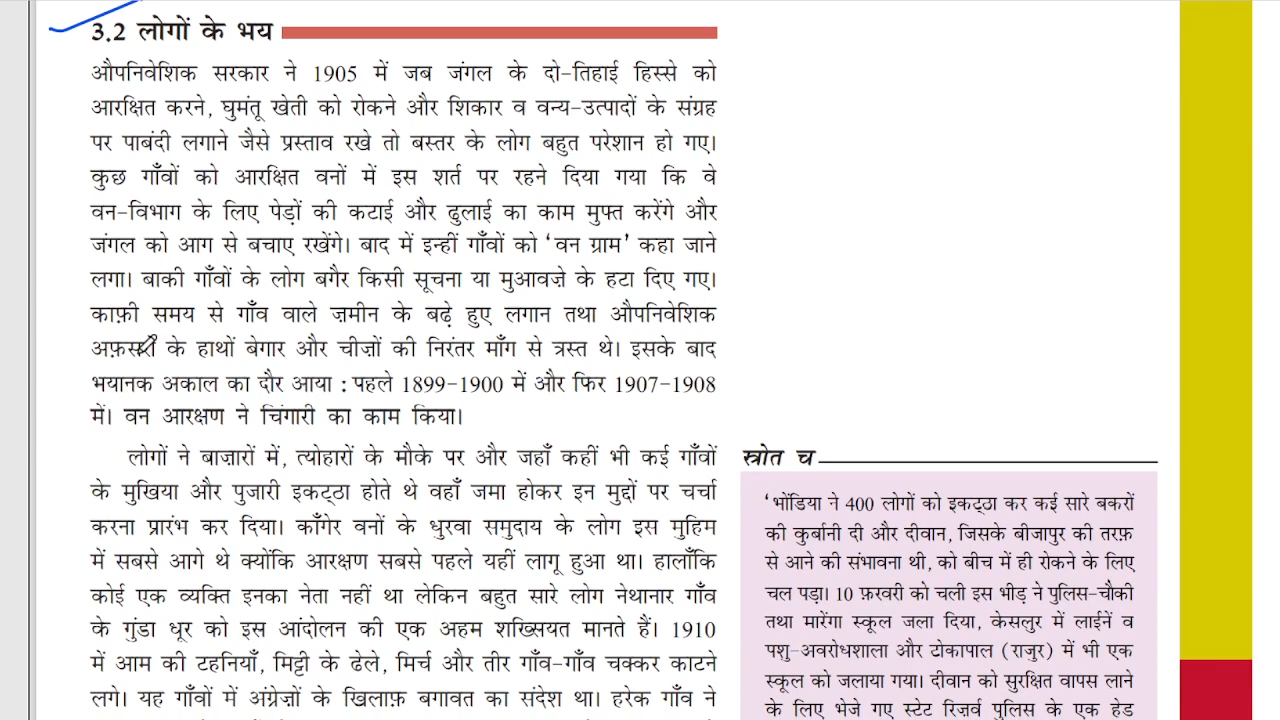 3.2 लोगों के भय
औपनिवेशिक सरकार ने 1905 में जब जंगल के दो-तिहाई हिस्से को
आरक्षित करने, घुमंतू खेती को रोकने और शिकार व वन्य-उत्पादों के संग्रह
पर पाबंदी लगाने जैसे प्रस्ताव रखे तो बस्तर के लोग बहुत परेशान हो गए।
कुछ गाँवों को आरक्षित वनों में इस शर्त पर रहने दिया गया कि वे
वन-विभाग के लिए पेड़ों की कटाई और ढुलाई का काम मुफ्त करेंगे और
जंगल को आग से बचाए रखेंगे। बाद में इन्हीं गाँवों को ‘वन ग्राम’ कहा जाने
लगा। बाकी गाँवों के लोग बगैर किसी सूचना या मुआवज़े के हटा दिए गए।
काफ़ी समय से गाँव वाले ज़मीन के बढ़े हुए लगान तथा औपनिवेशिक
के हाथों बेगार और चीज़ों की निरंतर माँग से त्रस्त थे। इसके बाद
भयानक अकाल का दौर आया : पहले 1899-1900 में और फिर 1907-1908
में। वन आरक्षण ने चिंगारी का काम किया।
लोगों ने बाज़ारों में, त्योहारों के मौके पर और जहाँ कहीं भी कई गाँवों
के मुखिया और पुजारी इकट्ठा होते थे वहाँ जमा होकर इन मुद्दों पर चर्चा
करना प्रारंभ कर दिया। काँगेर वनों के धुरवा समुदाय के लोग इस मुहिम
में सबसे आगे थे क्योंकि आरक्षण सबसे पहले यहीं लागू हुआ था। हालाँकि
कोई एक व्यक्ति इनका नेता नहीं था लेकिन बहुत सारे लोग नेथानार गाँव
के गुंडा धूर को इस आंदोलन की एक अहम शख्सियत मानते हैं। 1910
में आम की टहनियाँ, मिट्टी के ढेले, मिर्च और तीर गाँव-गाँव चक्कर काटने
लगे। यह गाँवों में अंग्रेज़ों के खिलाफ़ बगावत का संदेश था। हरेक गाँव ने
स्त्रोत च
‘भोंडिया ने 400 लोगों को इकट्ठा कर कई सारे बकरों
की कुर्बानी दी और दीवान, जिसके बीजापुर की तरफ़
से आने की संभावना थी, को बीच में ही रोकने के लिए
चल पड़ा। 10 फ़रवरी को चली इस भीड़ ने पुलिस-चौकी
तथा मारेंगा स्कूल जला दिया, केसलुर में लाईनें व
पशु-अवरोधशाला और टोकापाल (राजुर) में भी एक
स्कूल को जलाया गया। दीवान को सुरक्षित वापस लाने
के लिए भेजे गए स्टेट रिज़र्व पुलिस के एक हेड